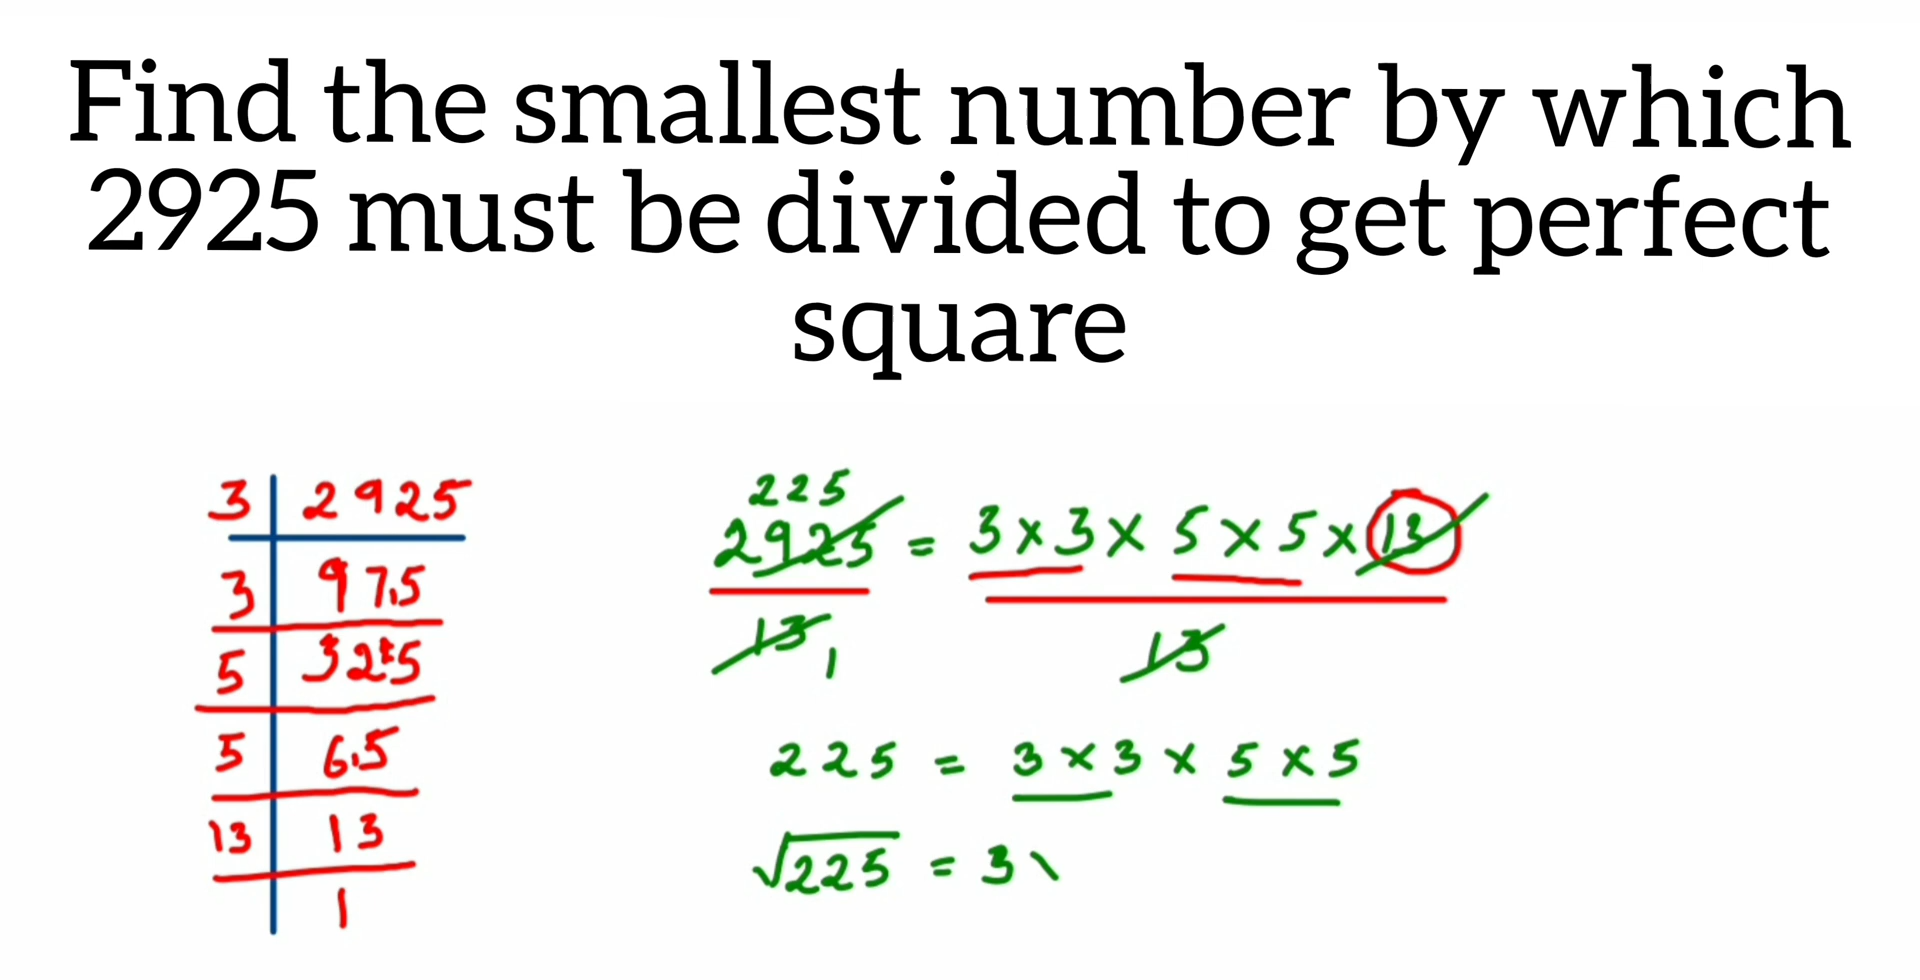 Find the smallest number by which
2925 must be divided to get perfect
square
3 | 2925
3 | 975
5 | 325
5 | 65
13 | 13
1
225
2925 = 3 × 3 × 5 × 5 × 13
13 1 13
225 = 3 × 3 × 5 × 5
√225 = 3 \